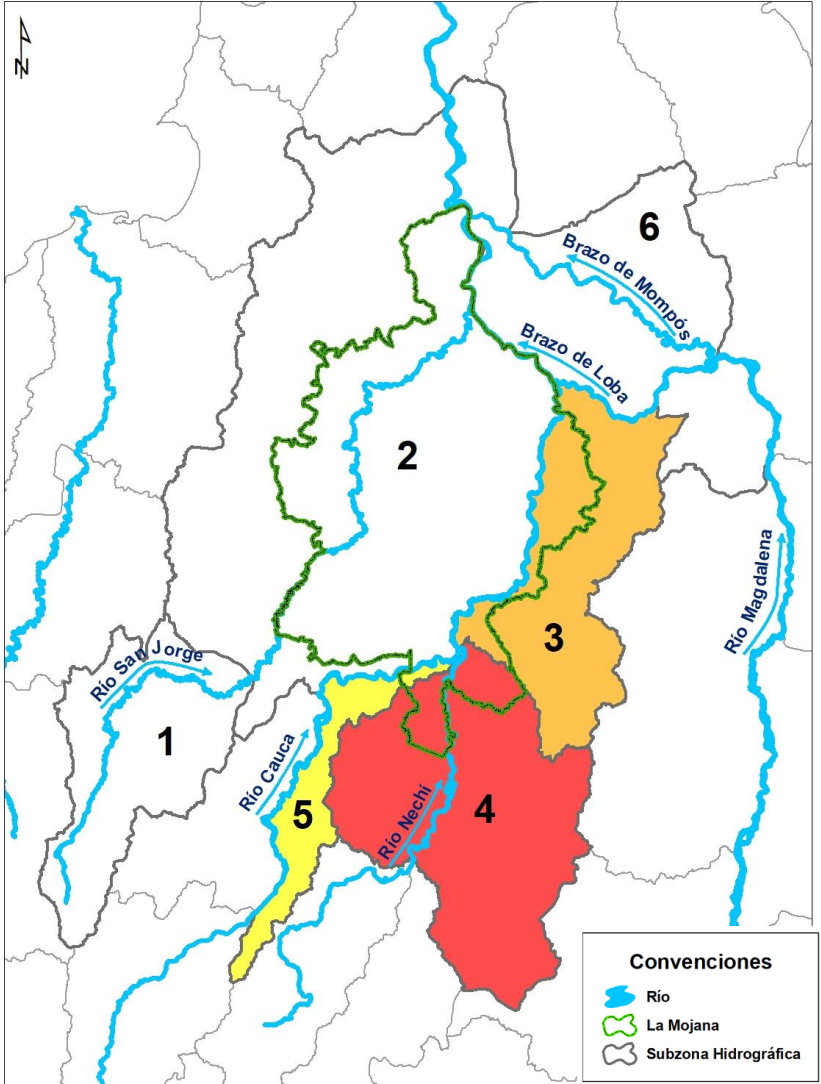 N
6
Brazo de Mompós
Brazo de Loba
2
Río Magdalena
3
Río San Jorge
1
Río Cauca
5
4
Río Nechí
Convenciones
Río
La Mojana
Subzona Hidrográfica